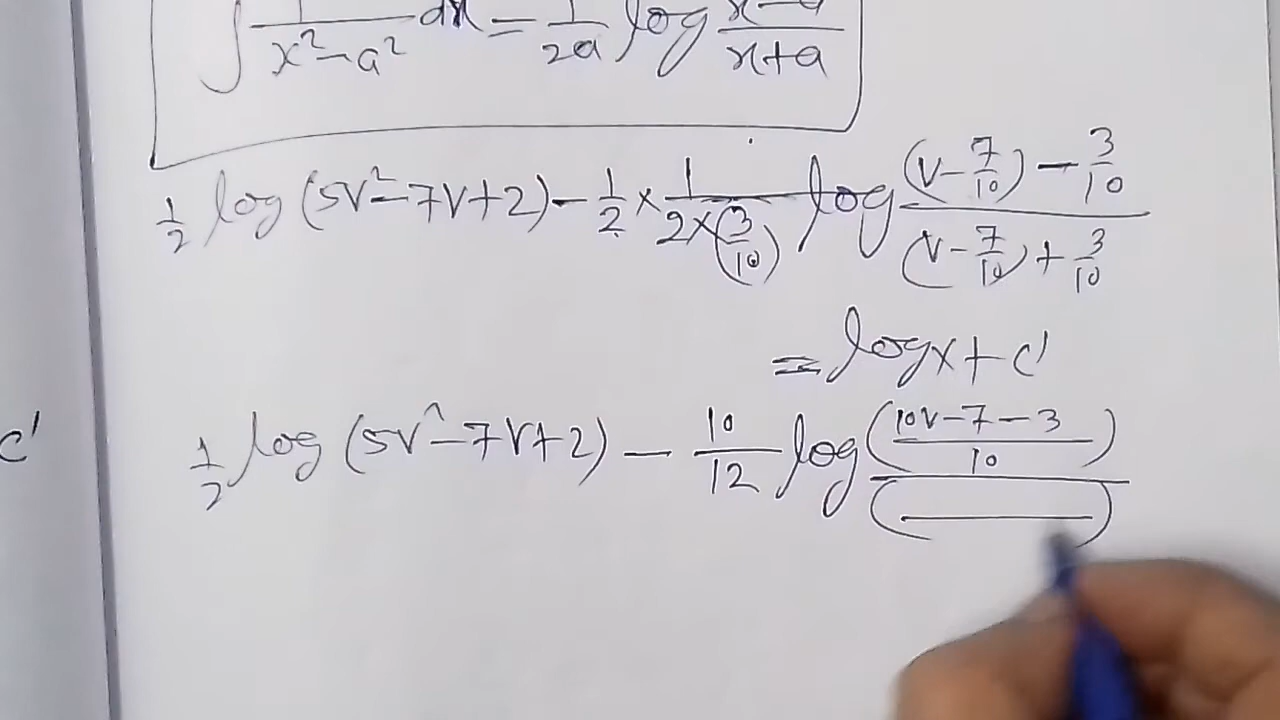 ∫ 1/(x²-a²) dx = 1/2a log (x-a)/(x+a)
1/2 log (5v²-7v+2) - 1/2 × 1/(2×(3/10)) log ((v-7/10) - 3/10)/((v-7/10) + 3/10)
= log x + c'
c'
1/2 log (5v^-7v+2) - 10/12 log ((10v-7-3)/10)/( )